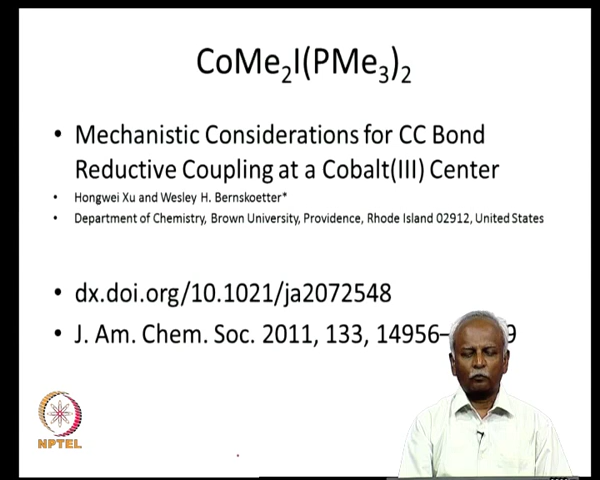 CoMe2I(PMe3)2
• Mechanistic Considerations for CC Bond
Reductive Coupling at a Cobalt(III) Center
• Hongwei Xu and Wesley H. Bernskoetter*
• Department of Chemistry, Brown University, Providence, Rhode Island 02912, United States
• dx.doi.org/10.1021/ja2072548
• J. Am. Chem. Soc. 2011, 133, 14956–
NPTEL